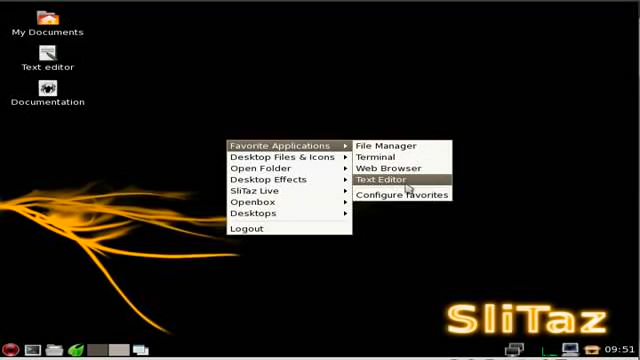 My Documents
Text editor
Documentation
Favorite Applications
Desktop Files & Icons
Open Folder
Desktop Effects
SliTaz Live
Openbox
Desktops
Logout
File Manager
Terminal
Web Browser
Text Editor
Configure favorites
SliTaz
09:51